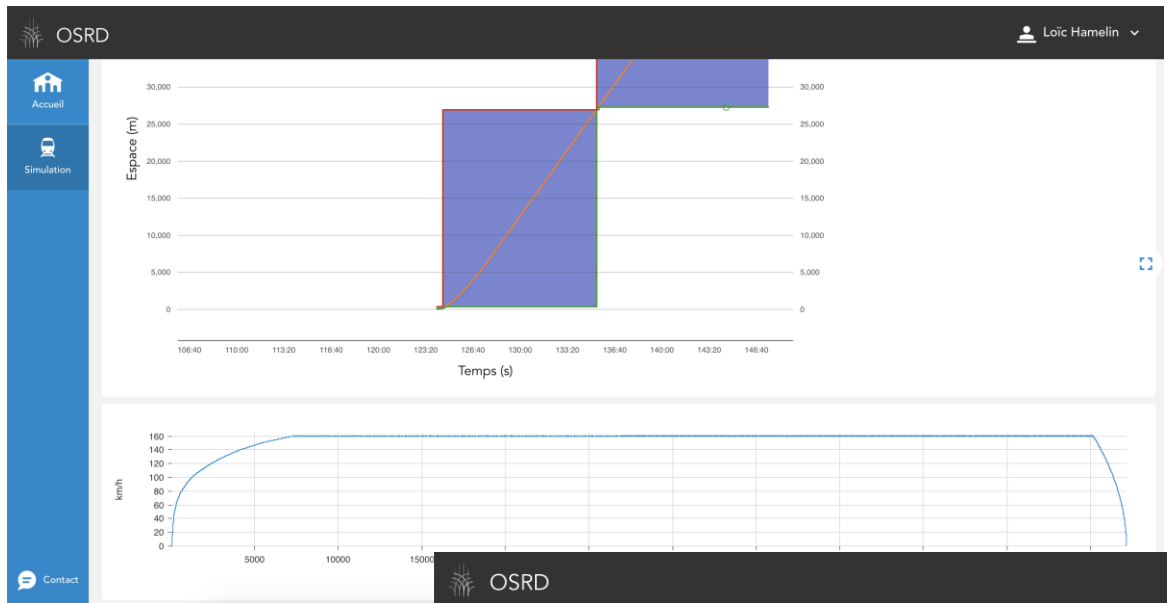 OSRD
Loïc Hamelin
Accueil
Simulation
Contact
Espace (m)
30,000 30,000
25,000 25,000
20,000 20,000
15,000 15,000
10,000 10,000
5,000 5,000
0 0
106:40 110:00 113:20 116:40 120:00 123:20 126:40 130:00 133:20 136:40 140:00 143:20 146:40
Temps (s)
km/h
160
140
120
100
80
60
40
20
0
5000 10000 15000
OSRD